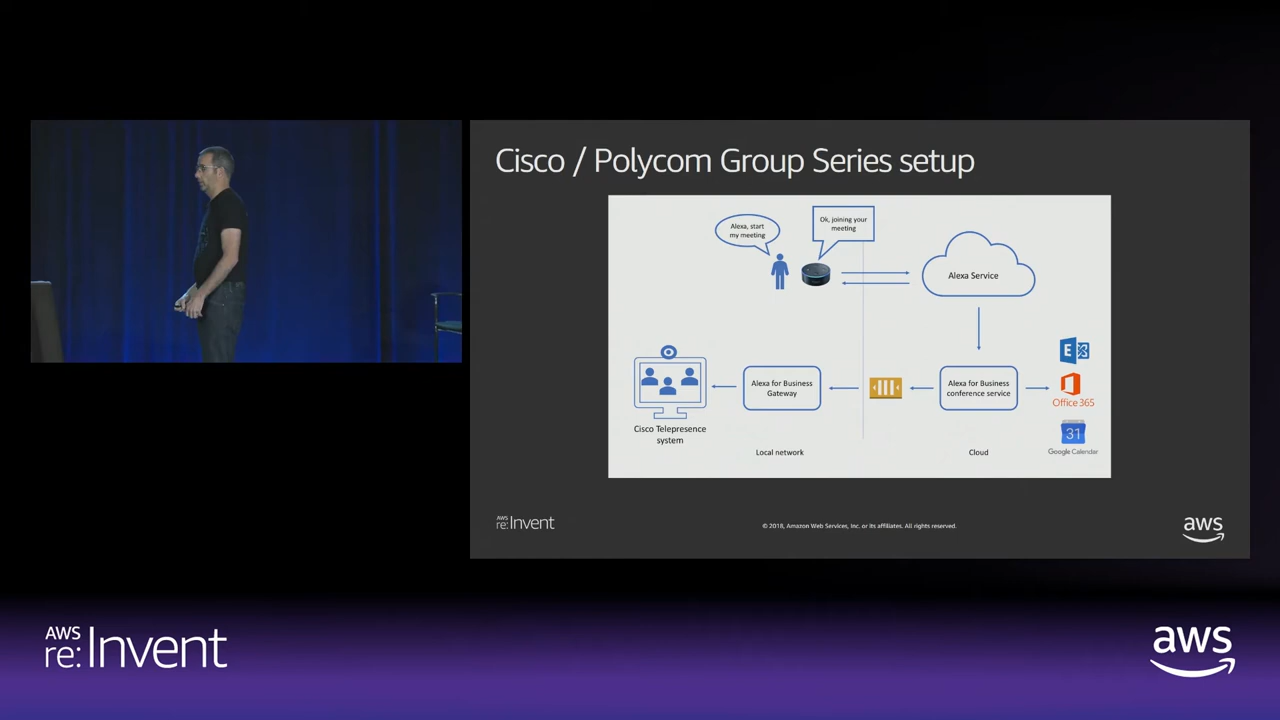 Cisco / Polycom Group Series setup
Alexa, start
my meeting
Ok, joining your
meeting
Alexa Service
Alexa for Business
Gateway
Alexa for Business
conference service
E
Office 365
31
Google Calendar
Cisco Telepresence
system
Local network
Cloud
AWS
re:Invent
© 2018, Amazon Web Services, Inc. or its affiliates. All rights reserved.
aws
AWS
re:Invent
aws